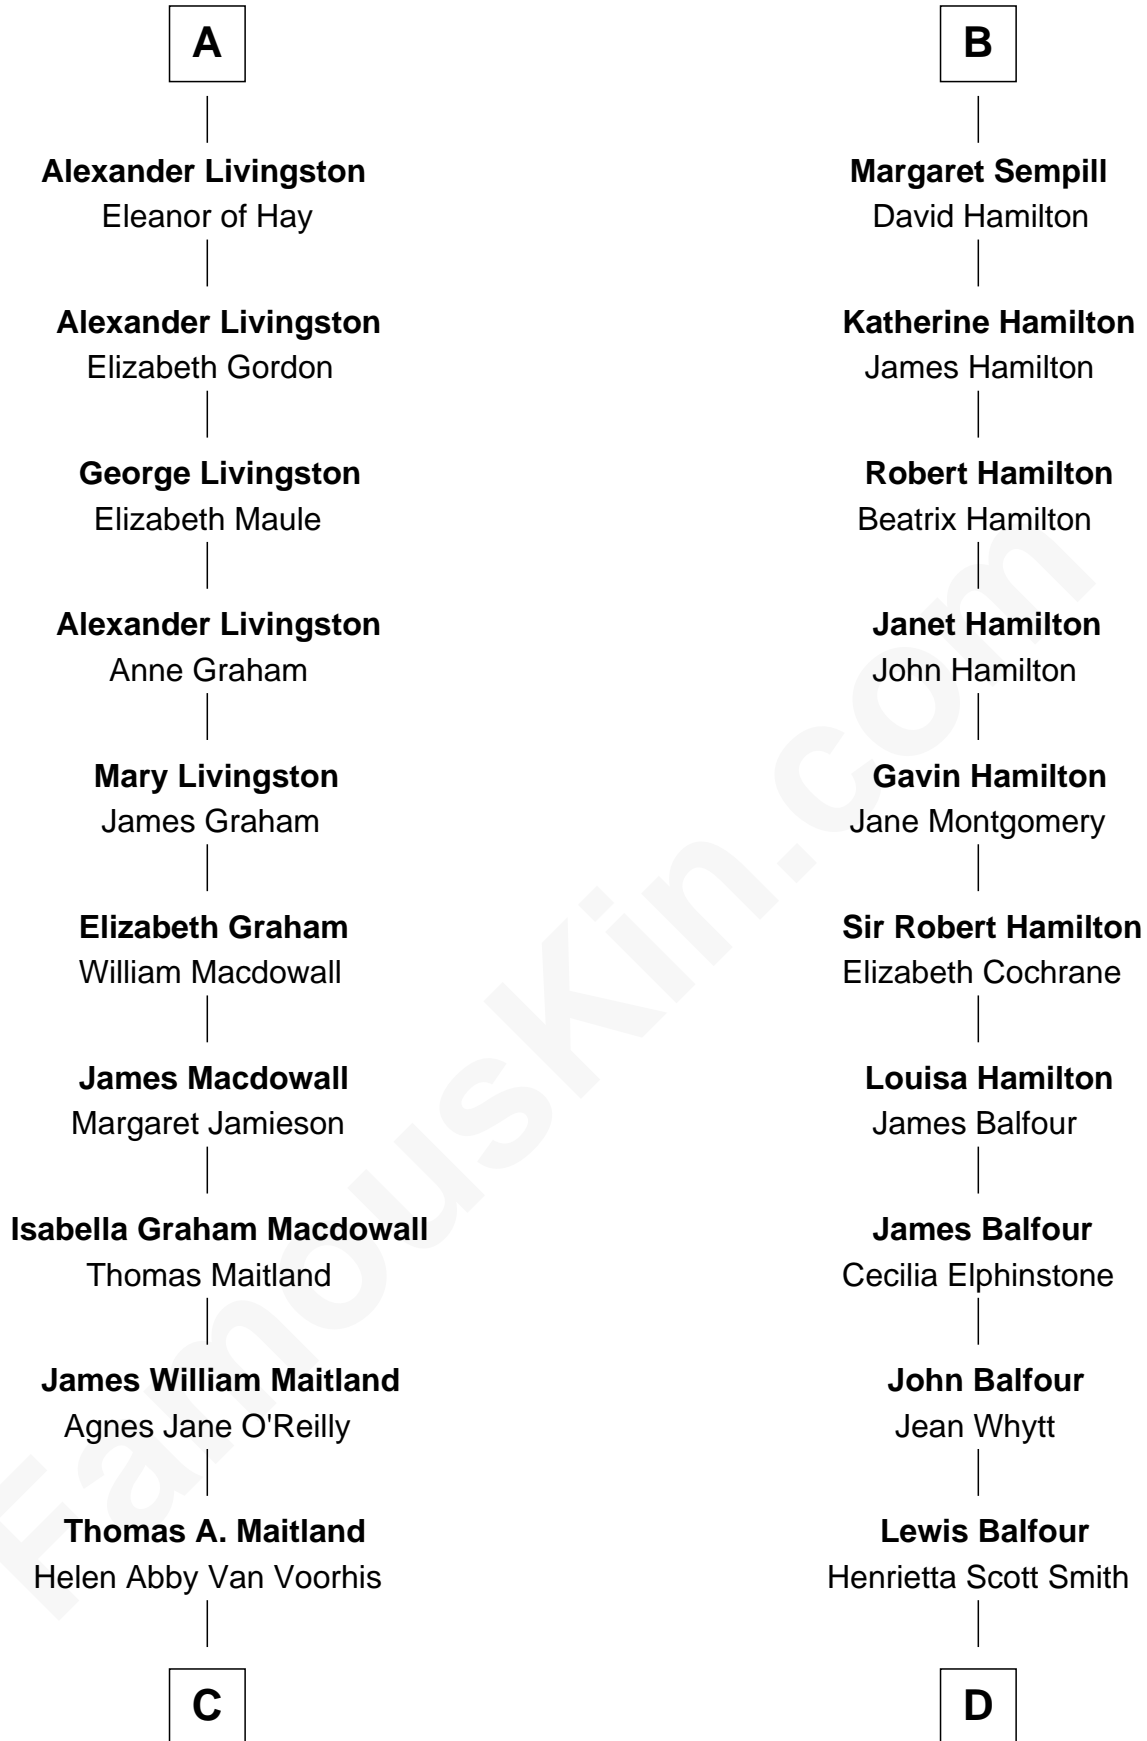 A
Alexander Livingston
Eleanor of Hay
Alexander Livingston
Elizabeth Gordon
George Livingston
Elizabeth Maule
Alexander Livingston
Anne Graham
Mary Livingston
James Graham
Elizabeth Graham
William Macdowall
James Macdowall
Margaret Jamieson
Isabella Graham Macdowall
Thomas Maitland
James William Maitland
Agnes Jane O'Reilly
Thomas A. Maitland
Helen Abby Van Voorhis
C
B
Margaret Sempill
David Hamilton
Katherine Hamilton
James Hamilton
Robert Hamilton
Beatrix Hamilton
Janet Hamilton
John Hamilton
Gavin Hamilton
Jane Montgomery
Sir Robert Hamilton
Elizabeth Cochrane
Louisa Hamilton
James Balfour
James Balfour
Cecilia Elphinstone
John Balfour
Jean Whytt
Lewis Balfour
Henrietta Scott Smith
D
FamousKin.com